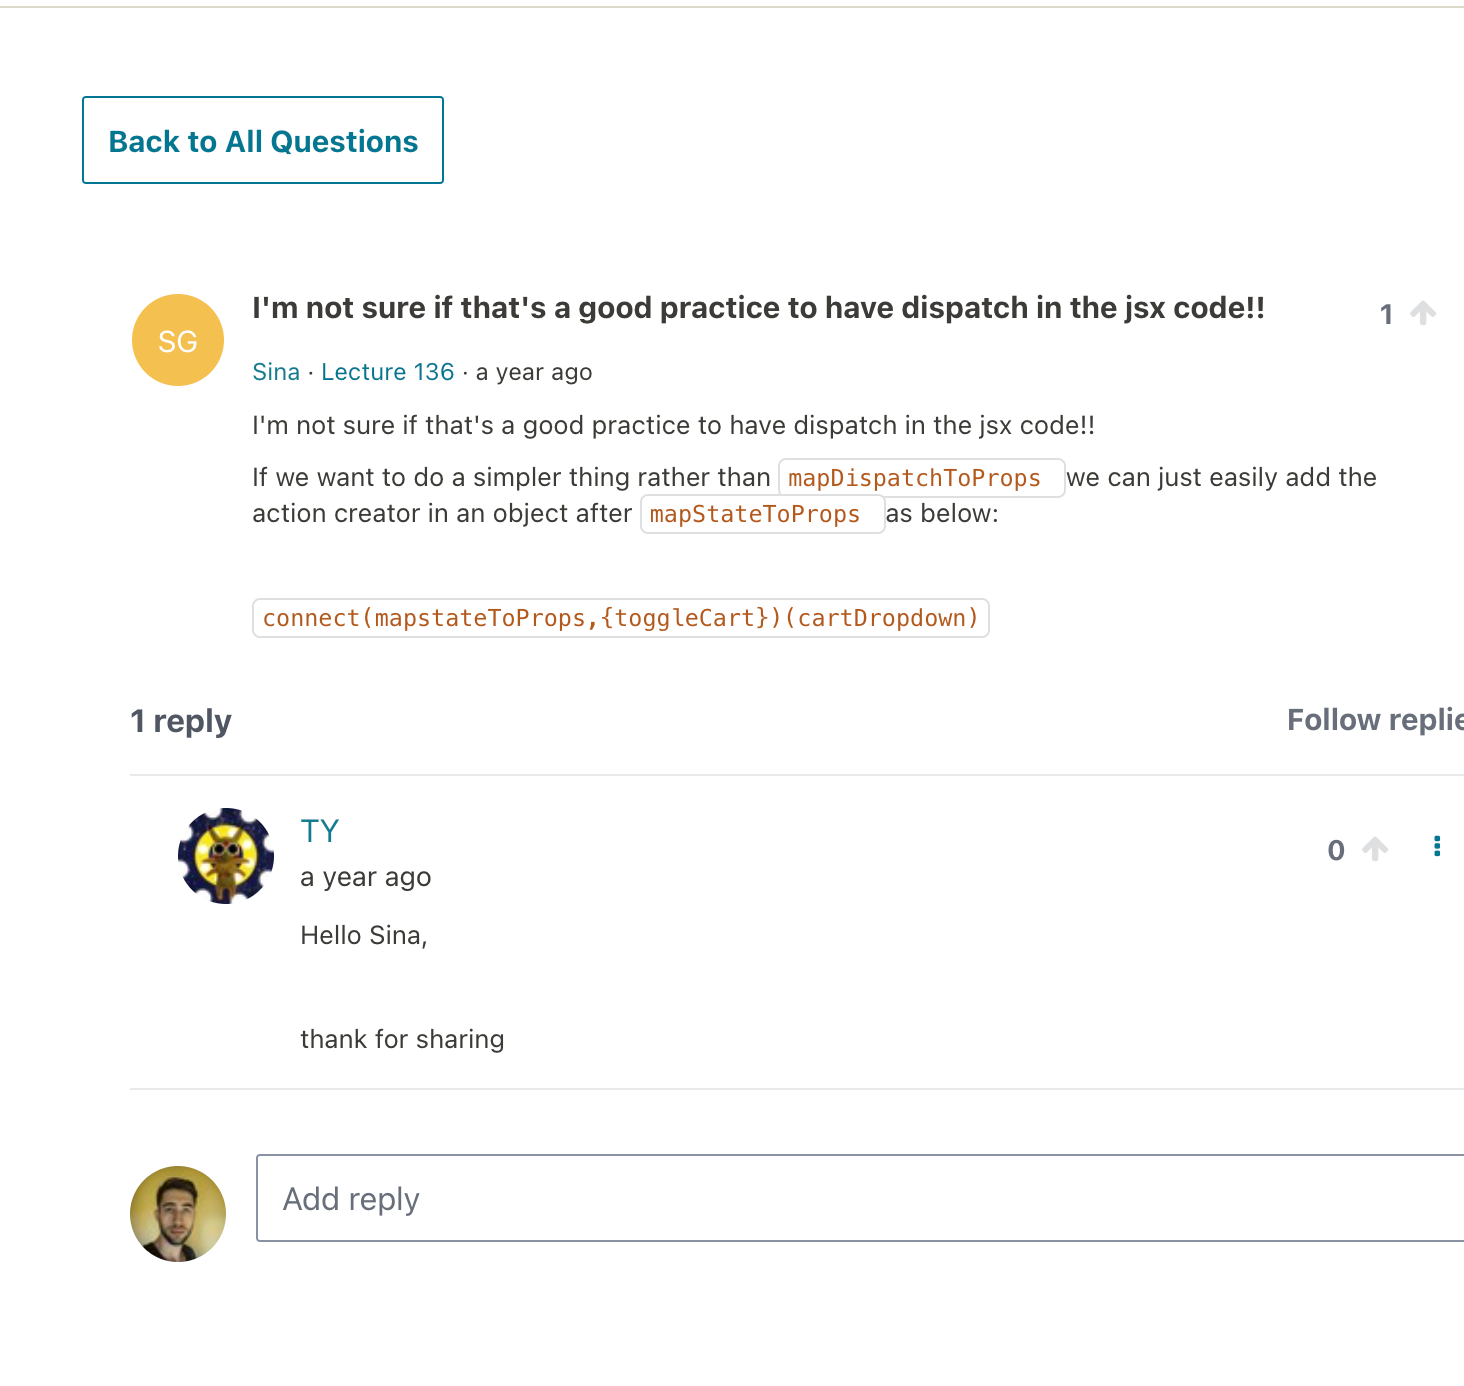 Back to All Questions
SG
I'm not sure if that's a good practice to have dispatch in the jsx code!!
1
Sina · Lecture 136 · a year ago
I'm not sure if that's a good practice to have dispatch in the jsx code!!
If we want to do a simpler thing rather than mapDispatchToProps we can just easily add the
action creator in an object after mapStateToProps as below:
connect(mapstateToProps,{toggleCart})(cartDropdown)
1 reply
Follow replie
TY
0
a year ago
Hello Sina,
thank for sharing
Add reply